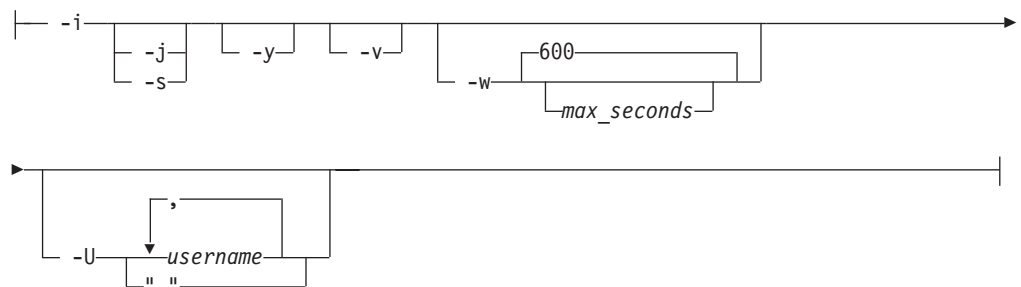 -i
-j -y -v 600
-s -w
max_seconds
,
-U username
" "